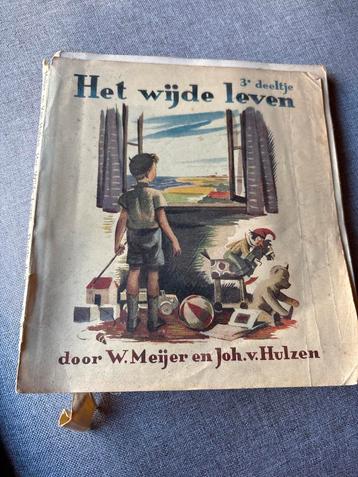 3e deeltje
Het wijde leven
door W. Meijer en Joh. v. Hulzen